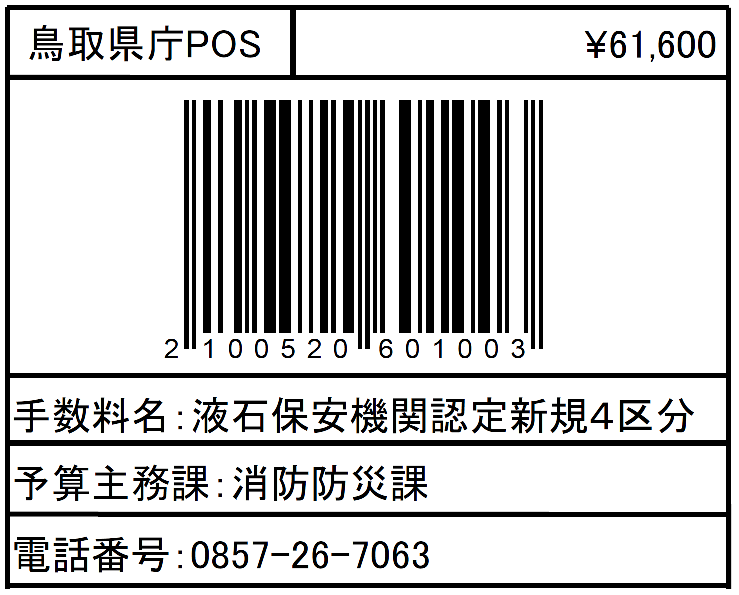 鳥取県庁POS
¥61,600
2 100520 601003
手数料名：液石保安機関認定新規４区分
予算主務課：消防防災課
電話番号：0857-26-7063